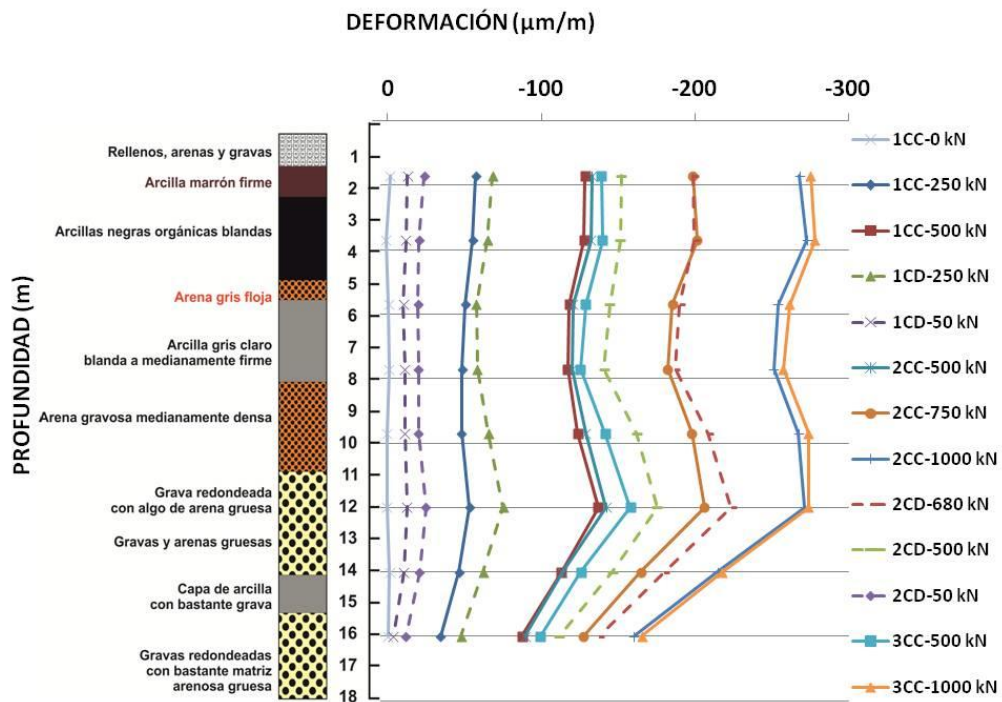 DEFORMACIÓN (µm/m)
0
-100
-200
-300
PROFUNDIDAD (m)
Rellenos, arenas y gravas
Arcilla marrón firme
Arcillas negras orgánicas blandas
Arena gris floja
Arcilla gris claro
blanda a medianamente firme
Arena gravosa medianamente densa
Grava redondeada
con algo de arena gruesa
Gravas y arenas gruesas
Capa de arcilla
con bastante grava
Gravas redondeadas
con bastante matriz
arenosa gruesa
1
2
3
4
5
6
7
8
9
10
11
12
13
14
15
16
17
18
1CC-0 kN
1CC-250 kN
1CC-500 kN
1CD-250 kN
1CD-50 kN
2CC-500 kN
2CC-750 kN
2CC-1000 kN
2CD-680 kN
2CD-500 kN
2CD-50 kN
3CC-500 kN
3CC-1000 kN